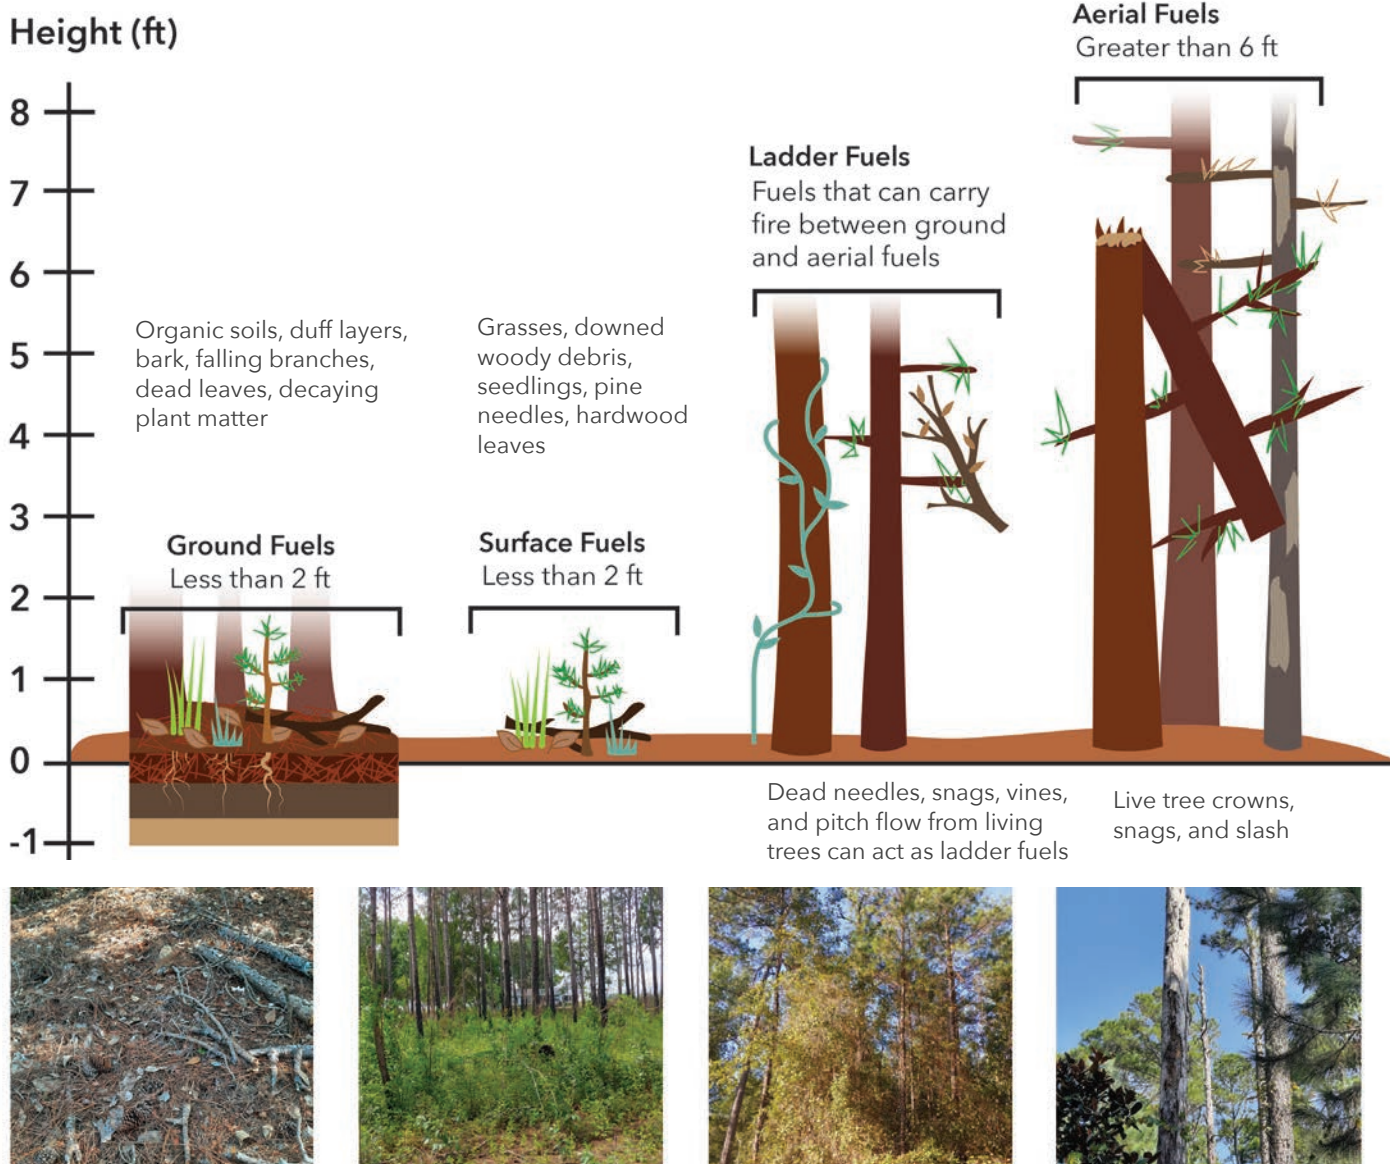 Height (ft)
8
7
6
5
4
3
2
1
0
-1
Organic soils, duff layers,
bark, falling branches,
dead leaves, decaying
plant matter
Ground Fuels
Less than 2 ft
Grasses, downed
woody debris,
seedlings, pine
needles, hardwood
leaves
Surface Fuels
Less than 2 ft
Ladder Fuels
Fuels that can carry
fire between ground
and aerial fuels
Dead needles, snags, vines,
and pitch flow from living
trees can act as ladder fuels
Aerial Fuels
Greater than 6 ft
Live tree crowns,
snags, and slash